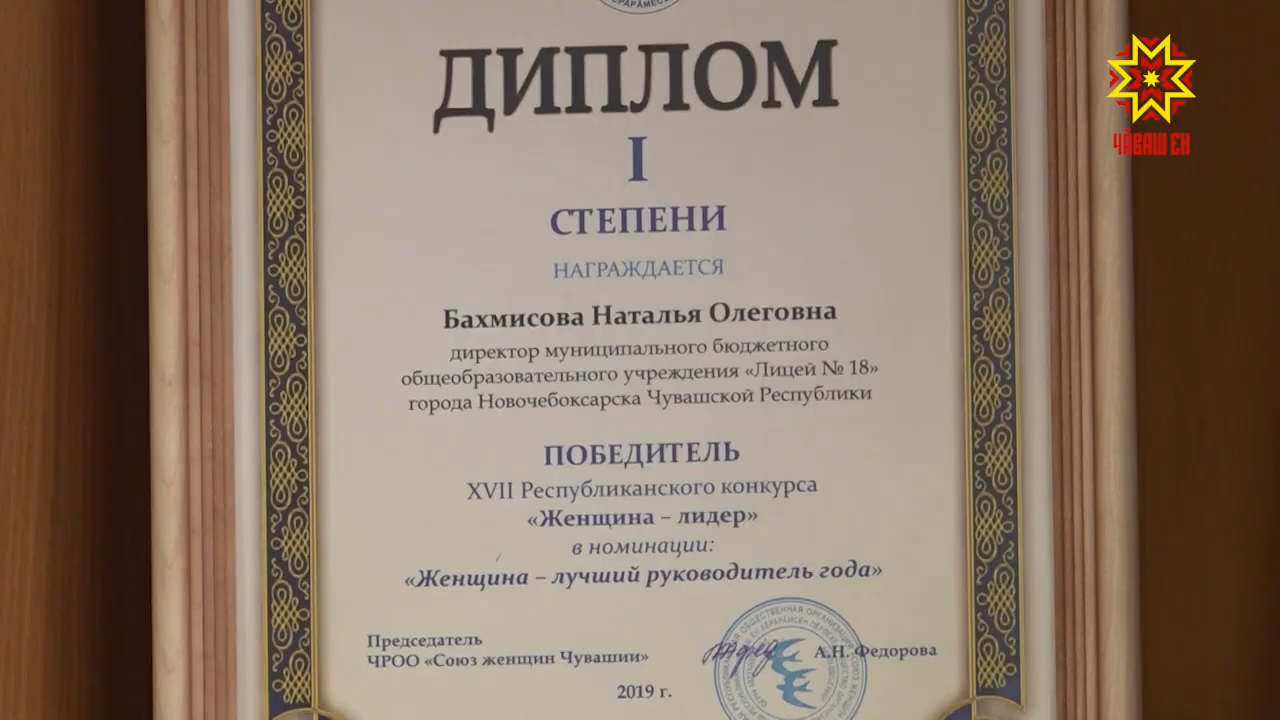 ДИПЛОМ
I
СТЕПЕНИ
НАГРАЖДАЕТСЯ
Бахмисова Наталья Олеговна
директор муниципального бюджетного
общеобразовательного учреждения «Лицей № 18»
города Новочебоксарска Чувашской Республики
ПОБЕДИТЕЛЬ
XVII Республиканского конкурса
«Женщина – лидер»
в номинации:
«Женщина – лучший руководитель года»
Председатель
ЧРОО «Союз женщин Чувашии»
А.Н. Федорова
2019 г.
ЧӐВАШ ЕН